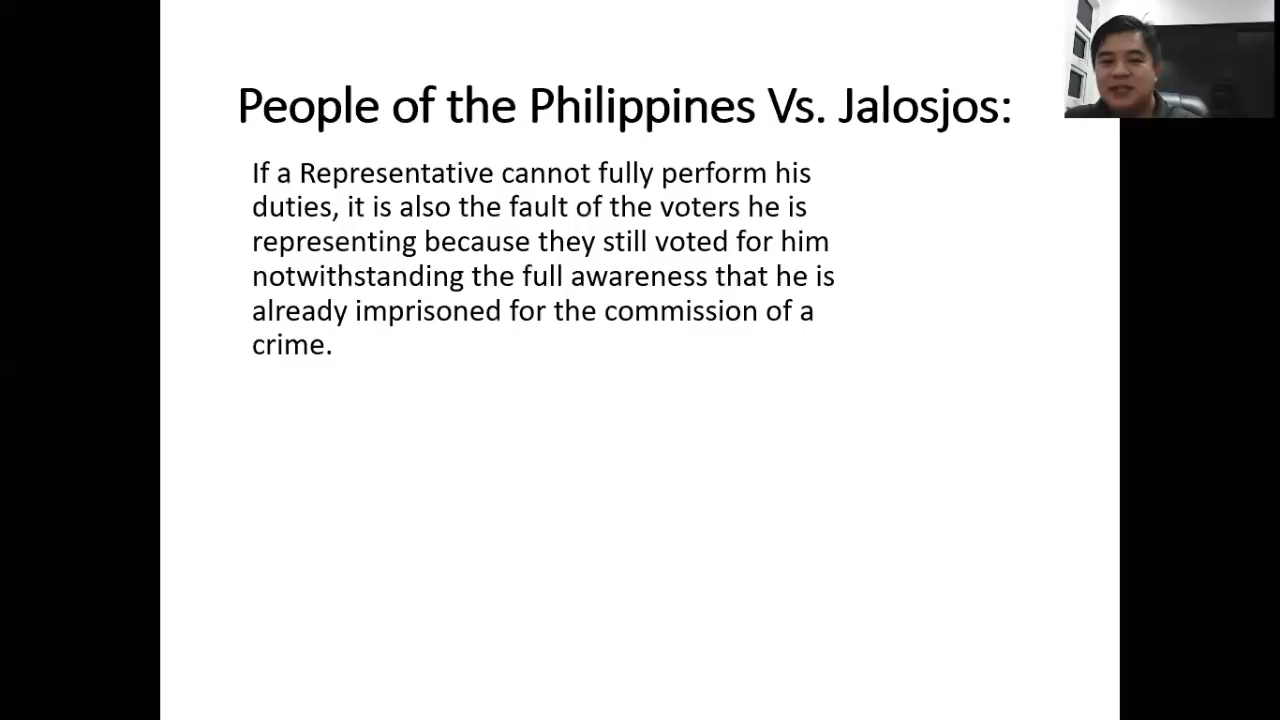 People of the Philippines Vs. Jalosjos:
If a Representative cannot fully perform his
duties, it is also the fault of the voters he is
representing because they still voted for him
notwithstanding the full awareness that he is
already imprisoned for the commission of a
crime.